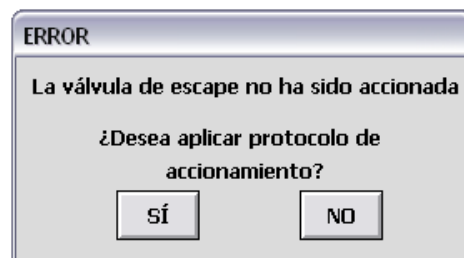 ERROR
La válvula de escape no ha sido accionada
¿Desea aplicar protocolo de
accionamiento?
SÍ NO